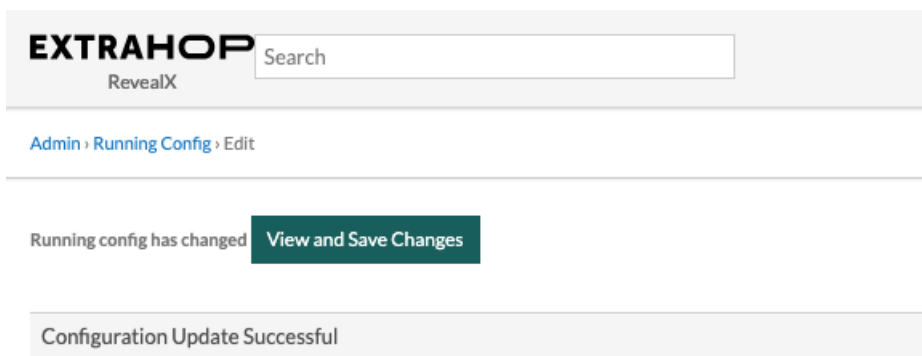 EXTRAHOP
Search
RevealX
Admin › Running Config › Edit
Running config has changed View and Save Changes
Configuration Update Successful